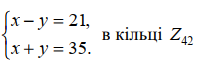 x − y = 21,
x + y = 35.
в кільці Z₄₂